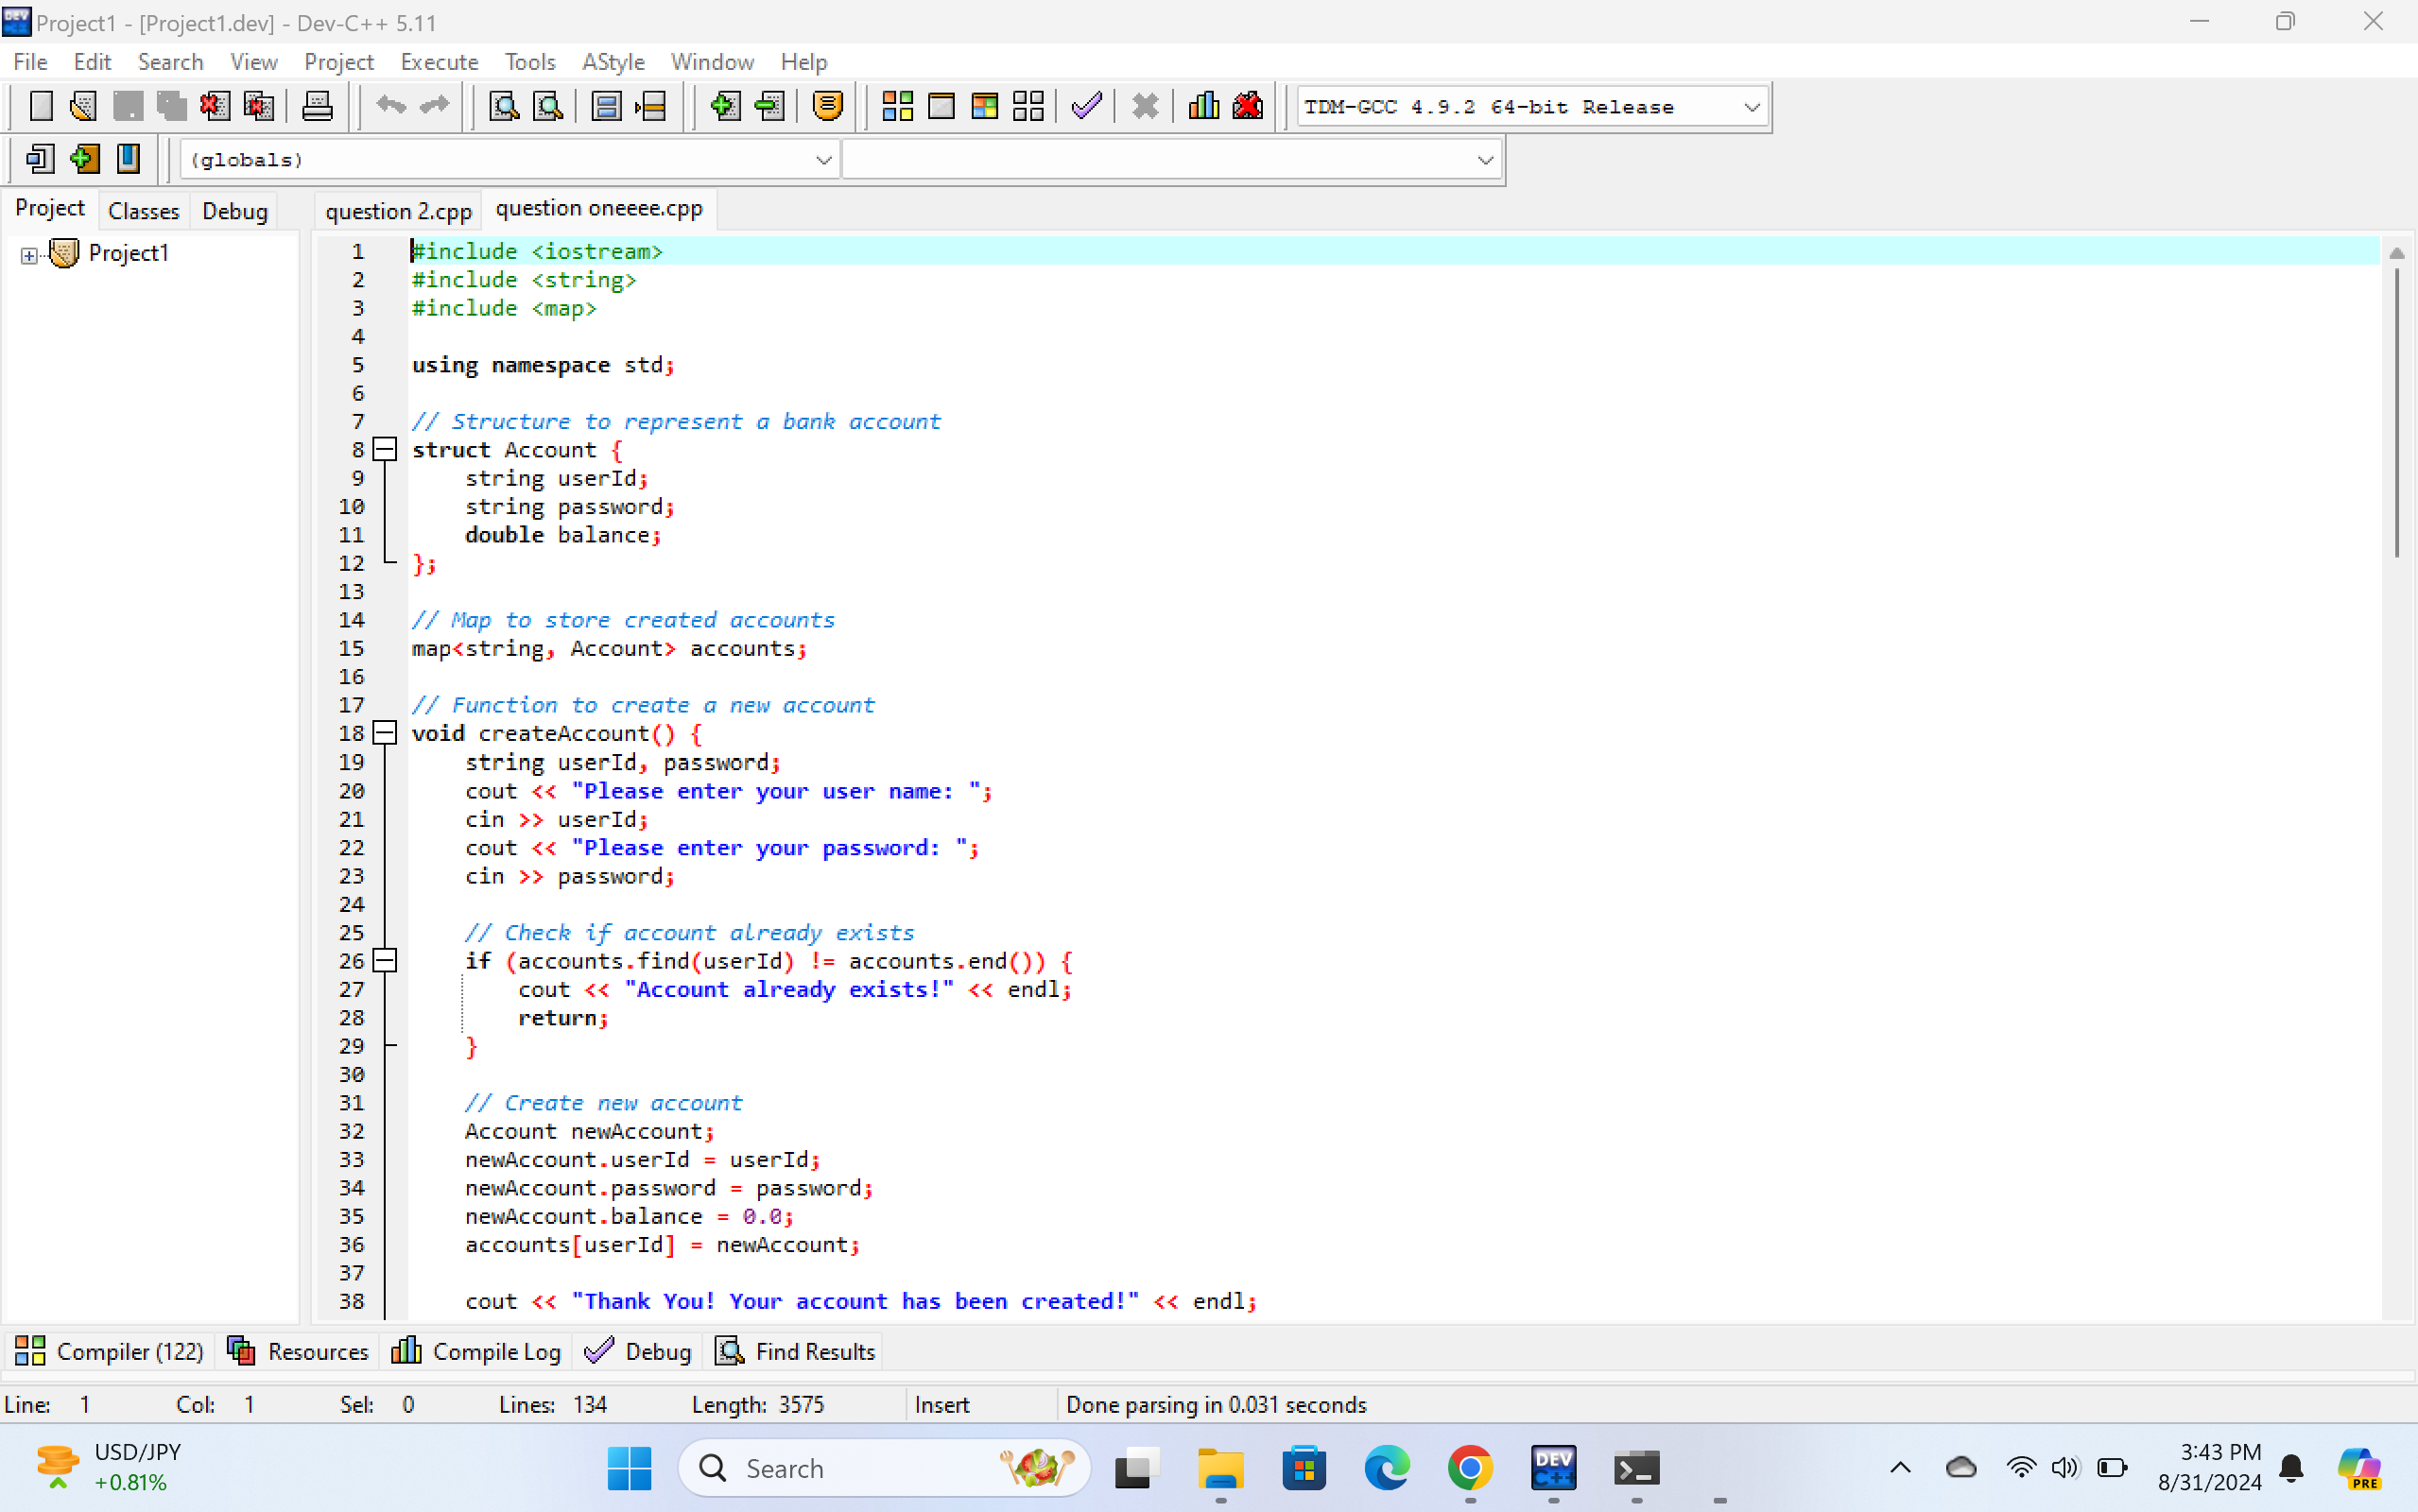 Project1 - [Project1.dev] - Dev-C++ 5.11
File Edit Search View Project Execute Tools AStyle Window Help
TDM-GCC 4.9.2 64-bit Release
(globals)
Project Classes Debug question 2.cpp question oneeee.cpp
Project1
1 #include <iostream>
2 #include <string>
3 #include <map>
4
5 using namespace std;
6
7 // Structure to represent a bank account
8 struct Account {
9 string userId;
10 string password;
11 double balance;
12 };
13
14 // Map to store created accounts
15 map<string, Account> accounts;
16
17 // Function to create a new account
18 void createAccount() {
19 string userId, password;
20 cout << "Please enter your user name: ";
21 cin >> userId;
22 cout << "Please enter your password: ";
23 cin >> password;
24
25 // Check if account already exists
26 if (accounts.find(userId) != accounts.end()) {
27 cout << "Account already exists!" << endl;
28 return;
29 }
30
31 // Create new account
32 Account newAccount;
33 newAccount.userId = userId;
34 newAccount.password = password;
35 newAccount.balance = 0.0;
36 accounts[userId] = newAccount;
37
38 cout << "Thank You! Your account has been created!" << endl;
Compiler (122) Resources Compile Log Debug Find Results
Line: 1 Col: 1 Sel: 0 Lines: 134 Length: 3575 Insert Done parsing in 0.031 seconds
USD/JPY
+0.81%
Search
DEV C++
3:43 PM
8/31/2024
PRE